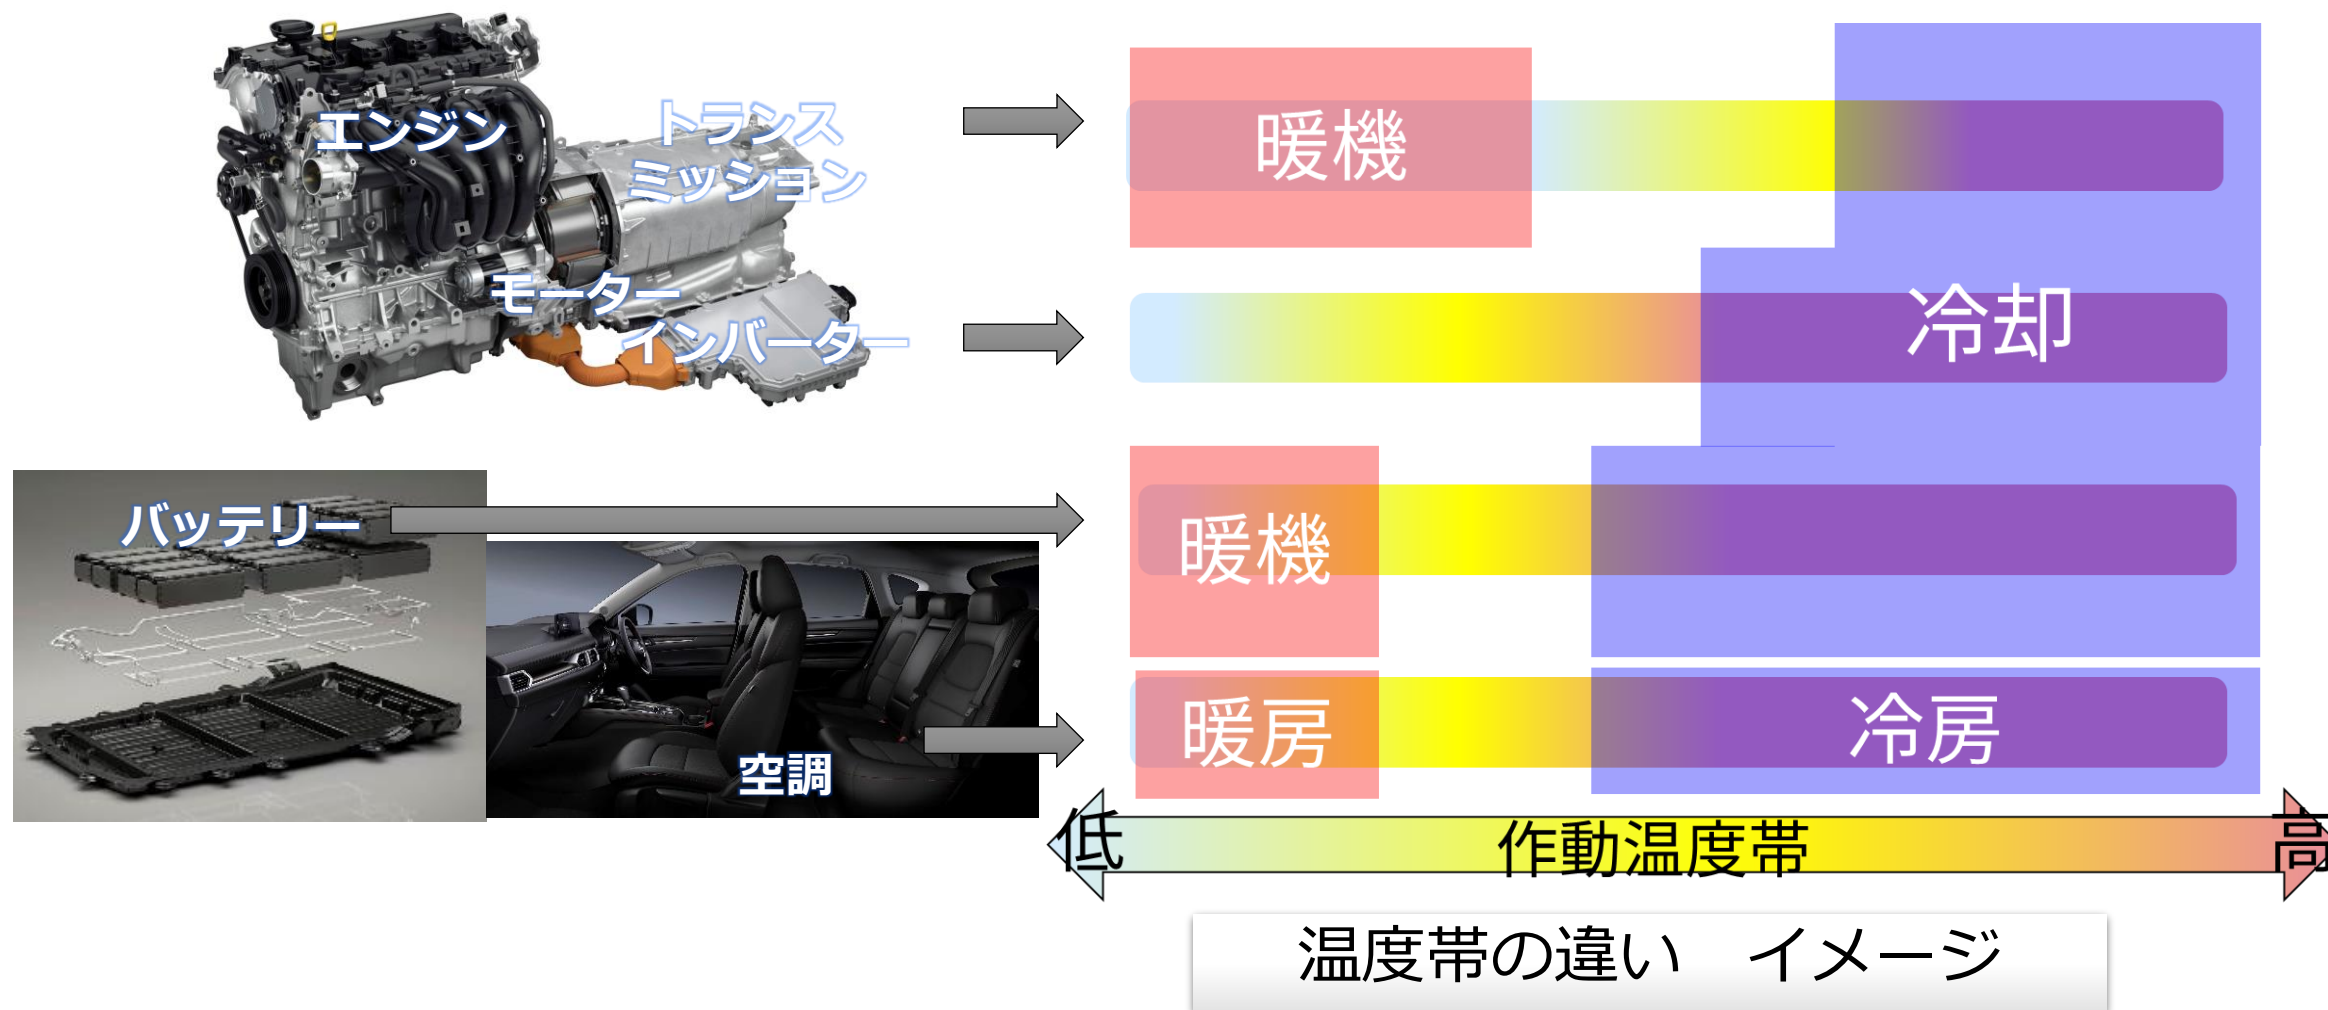 エンジン
トランス
ミッション
モーター
インバーター
バッテリー
空調
暖機
冷却
暖機
暖房
冷房
低
作動温度帯
高
温度帯の違い　イメージ